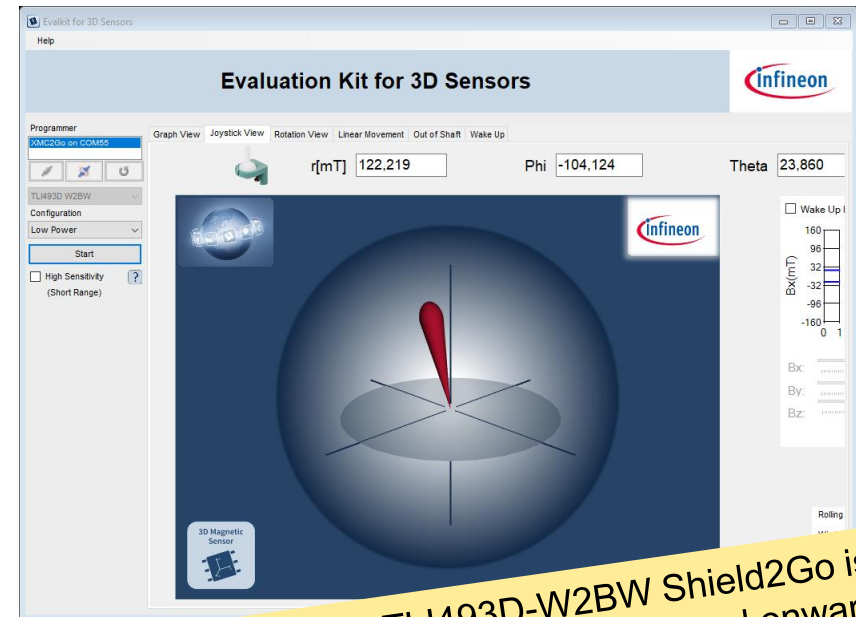 Evalkit for 3D Sensors
Help
Evaluation Kit for 3D Sensors
infineon
Programmer
XMC2Go on COM55
Graph View Joystick View Rotation View Linear Movement Out of Shaft Wake Up
r[mT] 122,219 Phi -104,124 Theta 23,860
TLI493D W2BW
Configuration
Low Power
Start
High Sensitivity ?
(Short Range)
infineon
Wake Up
Bx(mT)
160
96
32
-32
-96
-160
0 1
Bx:
By:
Bz:
3D Magnetic
Sensor
Rolling
TLI493D-W2BW Shield2Go is